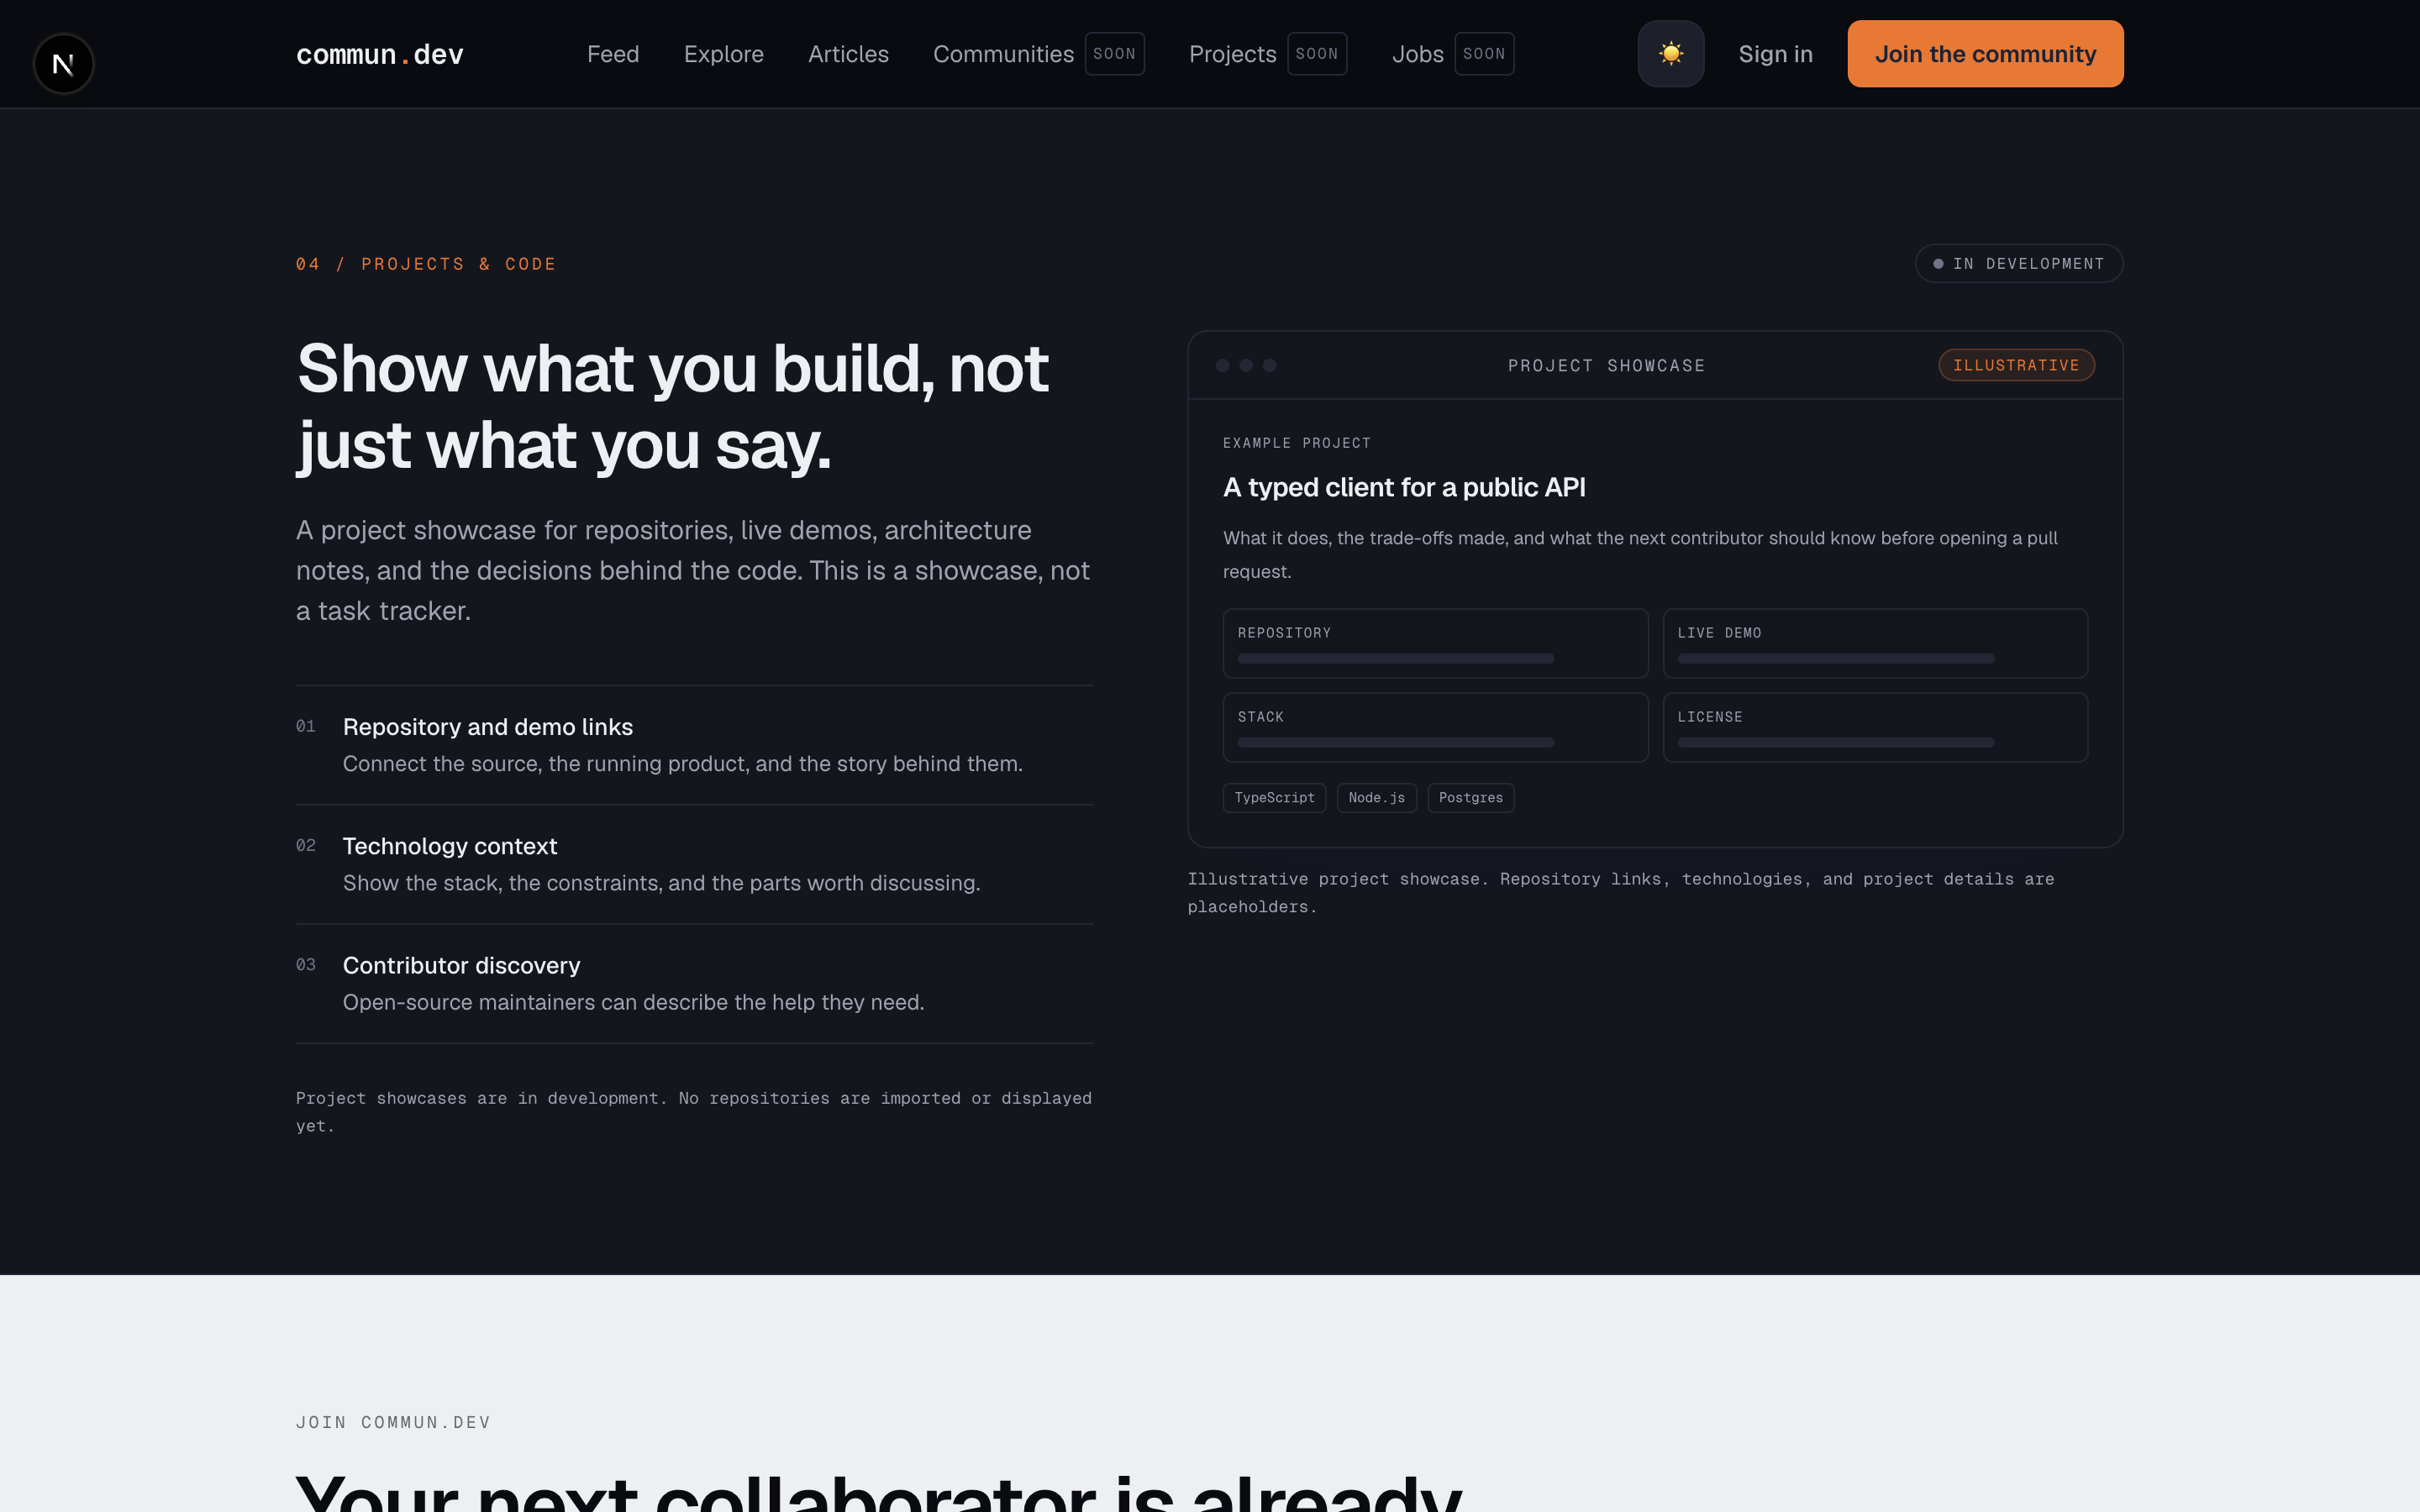 N
commun.dev
Feed
Explore
Articles
Communities SOON
Projects SOON
Jobs SOON
Sign in
Join the community
04 / PROJECTS & CODE
IN DEVELOPMENT
Show what you build, not
just what you say.
A project showcase for repositories, live demos, architecture
notes, and the decisions behind the code. This is a showcase, not
a task tracker.
01 Repository and demo links
Connect the source, the running product, and the story behind them.
02 Technology context
Show the stack, the constraints, and the parts worth discussing.
03 Contributor discovery
Open-source maintainers can describe the help they need.
Project showcases are in development. No repositories are imported or displayed
yet.
PROJECT SHOWCASE
ILLUSTRATIVE
EXAMPLE PROJECT
A typed client for a public API
What it does, the trade-offs made, and what the next contributor should know before opening a pull
request.
REPOSITORY
LIVE DEMO
STACK
LICENSE
TypeScript
Node.js
Postgres
Illustrative project showcase. Repository links, technologies, and project details are
placeholders.
JOIN COMMUN.DEV
Your next collaborator is already